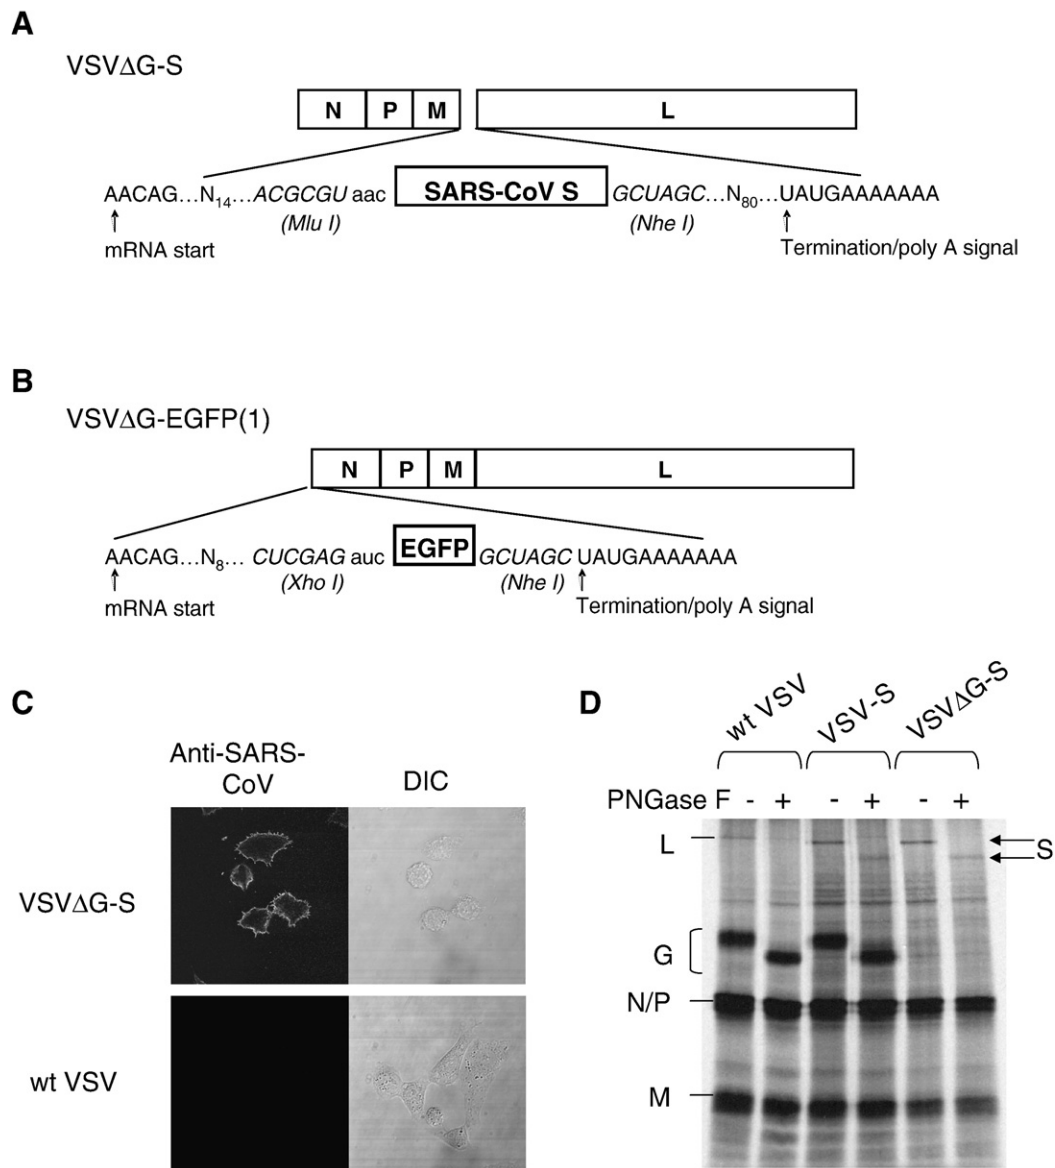 A
VSVΔG-S
N P M L
AACAG...N14...ACGCGU aac SARS-CoV S GCUAGC...N80...UAUGAAAAAAA
(Mlu I) (Nhe I)
mRNA start Termination/poly A signal
B
VSVΔG-EGFP(1)
N P M L
AACAG...N8... CUCGAG auc EGFP GCUAGC UAUGAAAAAAA
(Xho I) (Nhe I)
mRNA start Termination/poly A signal
C
Anti-SARS-
CoV
DIC
VSVΔG-S
wt VSV
D
wt VSV VSV-S VSVΔG-S
PNGase F - + - + - +
L
S
G
N/P
M